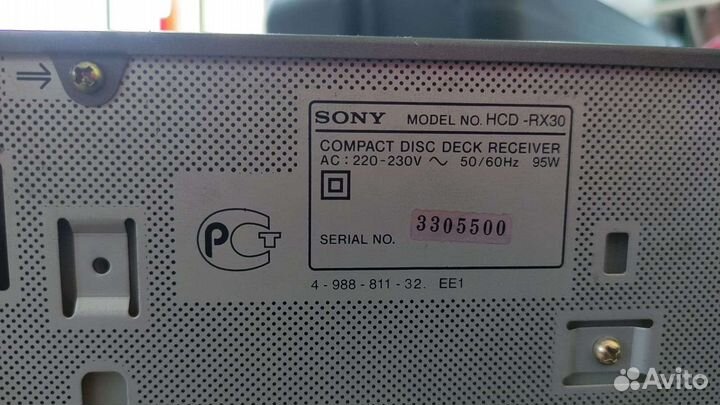 SONY MODEL NO. HCD-RX30
COMPACT DISC DECK RECEIVER
AC: 220-230V ~ 50/60Hz 95W
SERIAL NO. 3305500
РСТ
4-988-811-32. EE1
Avito